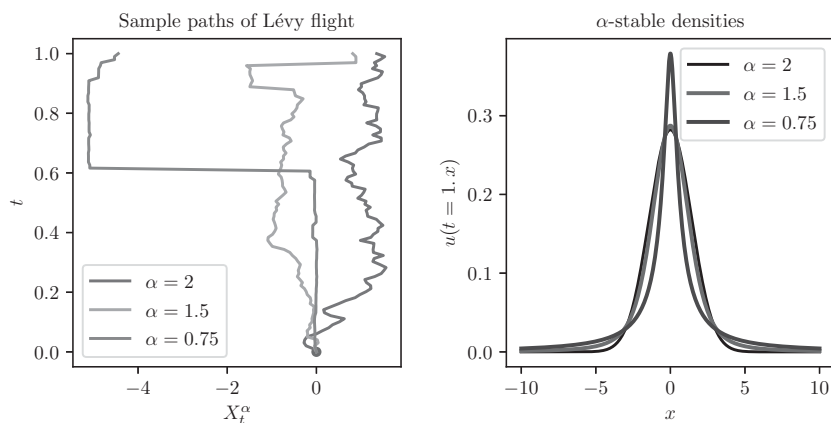 Sample paths of Lévy flight
1.0
0.8
0.6
0.4
0.2
0.0
t
α = 2
α = 1.5
α = 0.75
−4
−2
0
X_t^α
α-stable densities
0.3
0.2
0.1
0.0
u(t = 1, x)
α = 2
α = 1.5
α = 0.75
−10
−5
0
5
10
x